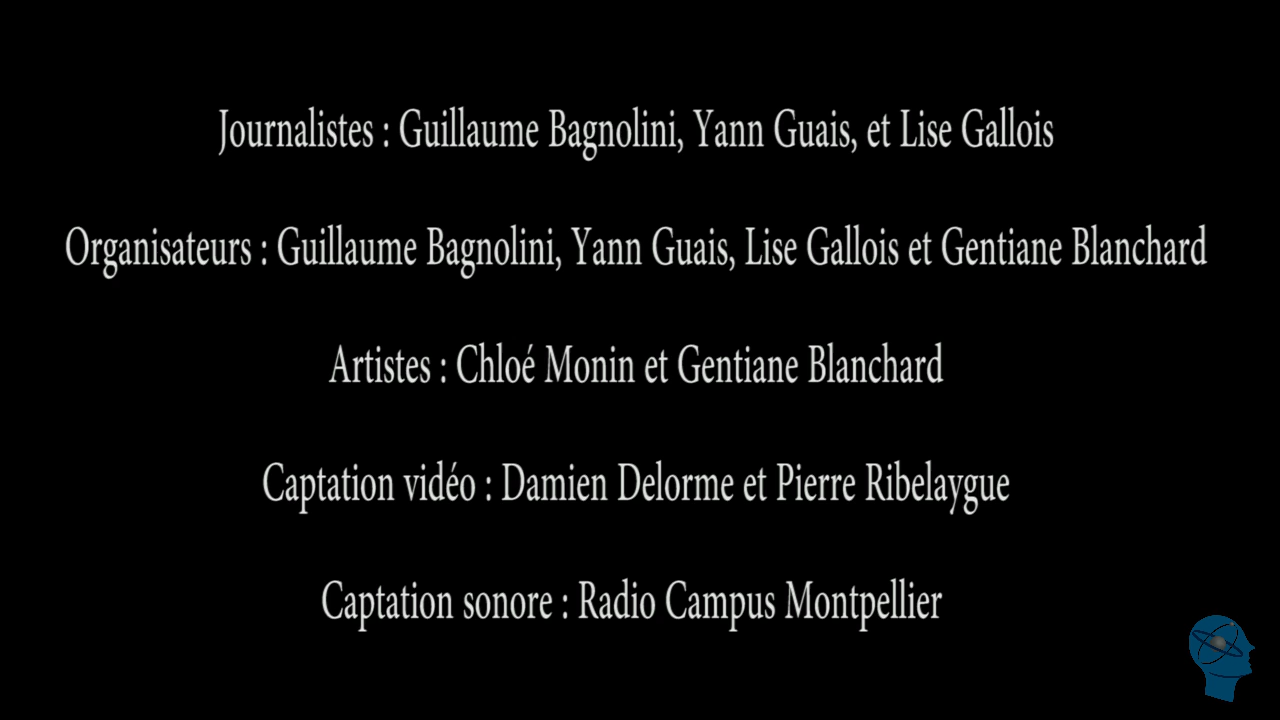 Journalistes : Guillaume Bagnolini, Yann Guais, et Lise Gallois
Organisateurs : Guillaume Bagnolini, Yann Guais, Lise Gallois et Gentiane Blanchard
Artistes : Chloé Monin et Gentiane Blanchard
Captation vidéo : Damien Delorme et Pierre Ribelaygue
Captation sonore : Radio Campus Montpellier